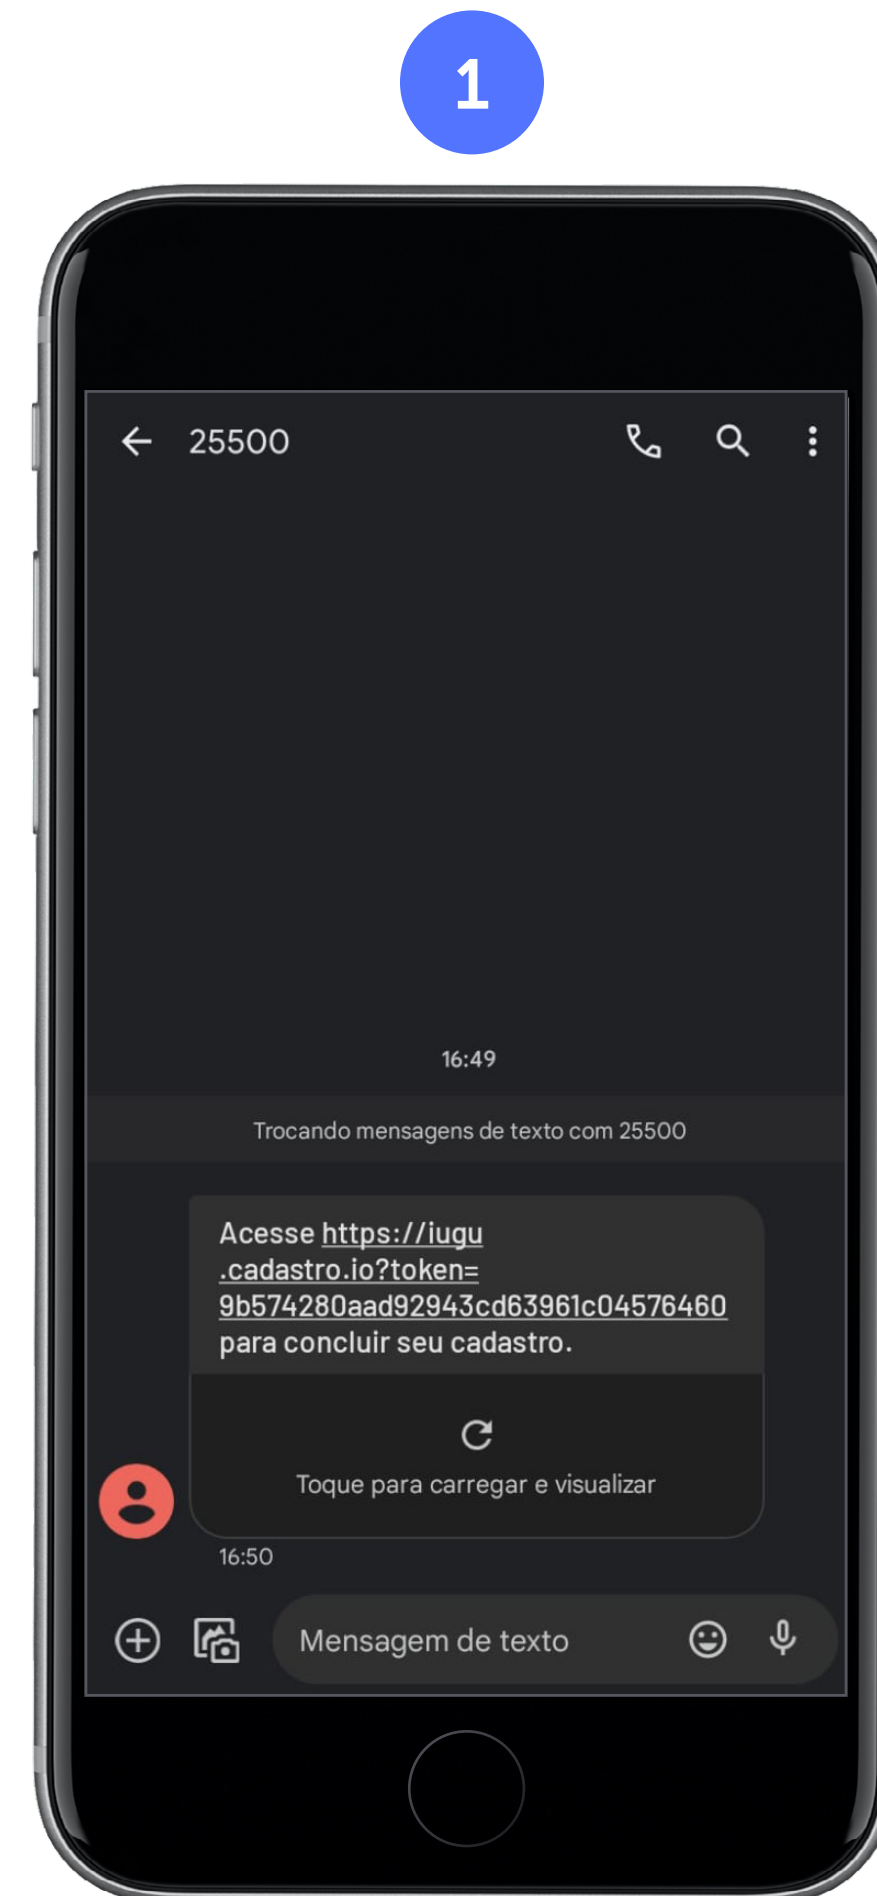 1
25500
16:49
Trocando mensagens de texto com 25500
Acesse https://iugu
.cadastro.io?token=
9b574280aad92943cd63961c04576460
para concluir seu cadastro.
Toque para carregar e visualizar
16:50
Mensagem de texto